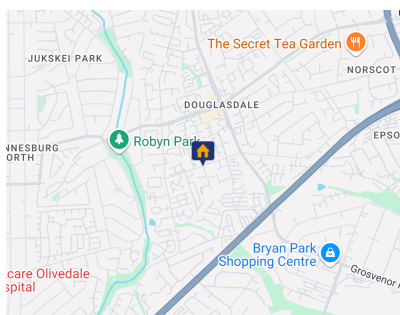 The Secret Tea Garden
JUKSKEI PARK
NORSCOT
DOUGLASDALE
Robyn Park
EPSO
NNESBURG
ORTH
Bryan Park
Shopping Centre
care Olivedale
spital
Grosvenor